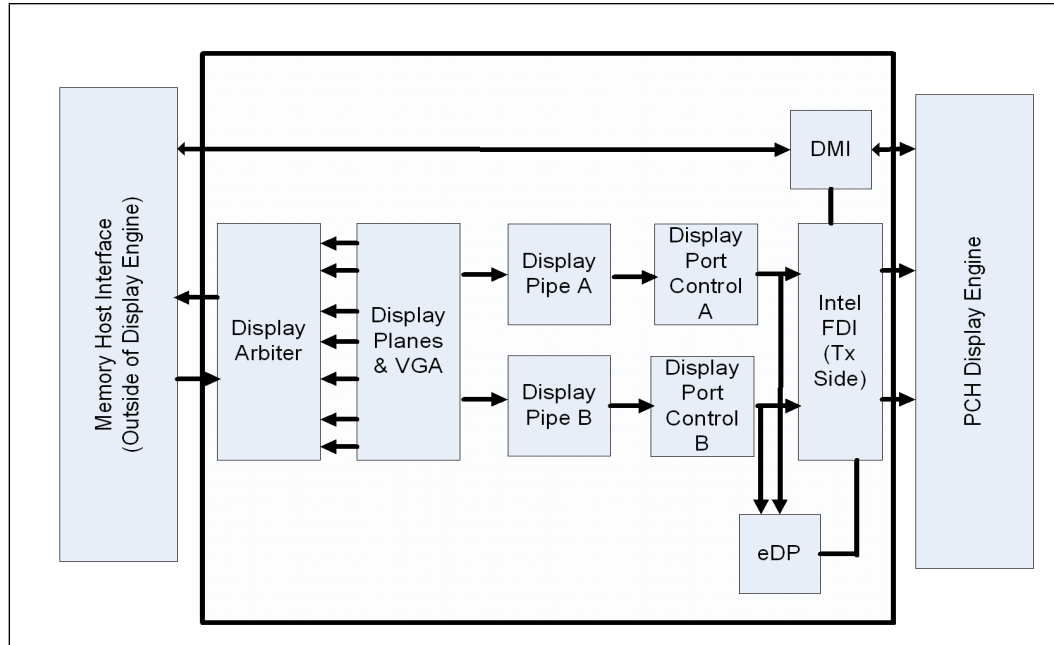 Memory Host Interface
(Outside of Display Engine)
DMI
Display
Arbiter
Display
Planes
& VGA
Display
Pipe A
Display
Port
Control
A
Display
Pipe B
Display
Port
Control
B
Intel
FDI
(Tx
Side)
eDP
PCH Display Engine